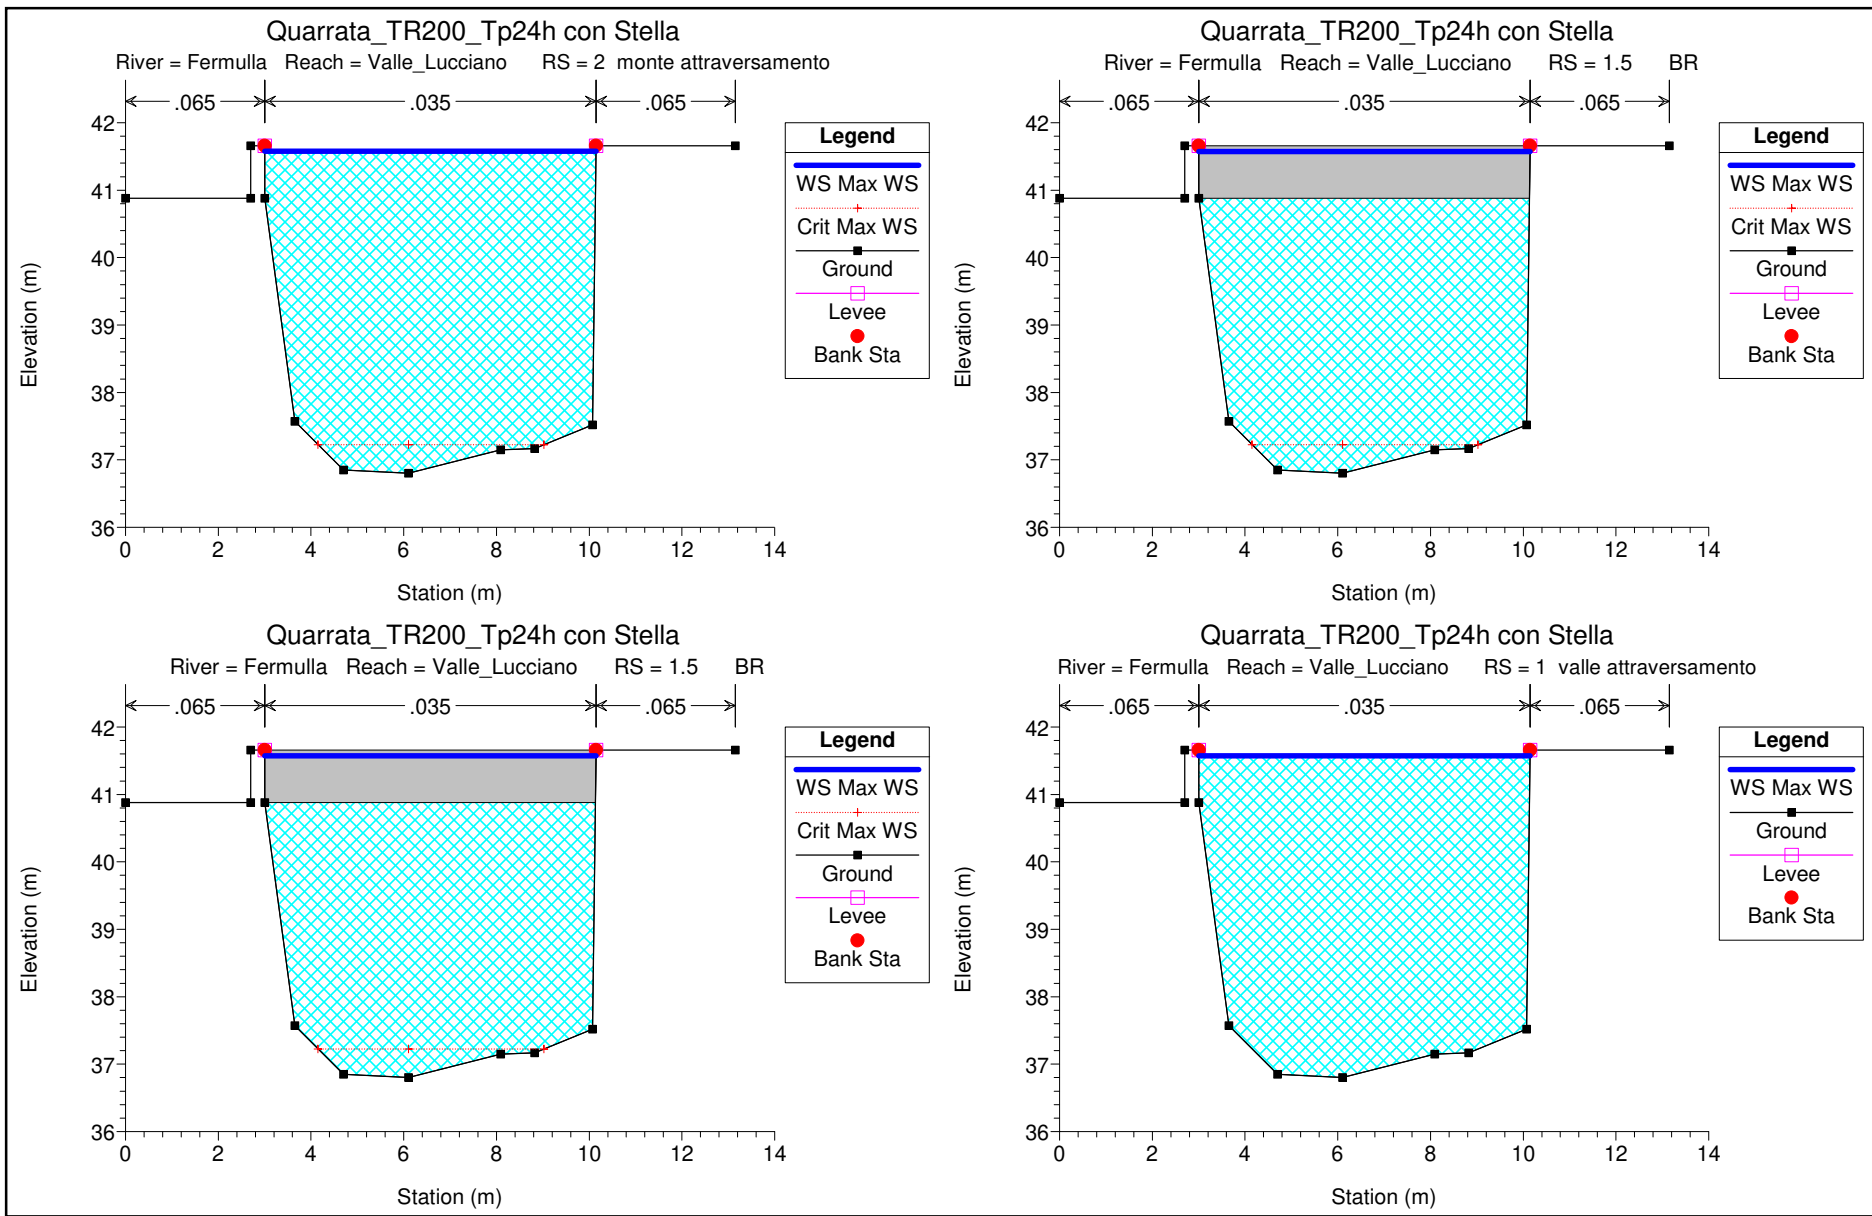 Quarrata_TR200_Tp24h con Stella
River = Fermulla Reach = Valle_Lucciano RS = 2 monte attraversamento
.065 .035 .065
42
41
40
39
38
37
36
0 2 4 6 8 10 12 14
Elevation (m)
Station (m)
Legend
WS Max WS
Crit Max WS
Ground
Levee
Bank Sta
Quarrata_TR200_Tp24h con Stella
River = Fermulla Reach = Valle_Lucciano RS = 1.5 BR
.065 .035 .065
42
41
40
39
38
37
36
0 2 4 6 8 10 12 14
Elevation (m)
Station (m)
Legend
WS Max WS
Crit Max WS
Ground
Levee
Bank Sta
Quarrata_TR200_Tp24h con Stella
River = Fermulla Reach = Valle_Lucciano RS = 1.5 BR
.065 .035 .065
42
41
40
39
38
37
36
0 2 4 6 8 10 12 14
Elevation (m)
Station (m)
Legend
WS Max WS
Crit Max WS
Ground
Levee
Bank Sta
Quarrata_TR200_Tp24h con Stella
River = Fermulla Reach = Valle_Lucciano RS = 1 valle attraversamento
.065 .035 .065
42
41
40
39
38
37
36
0 2 4 6 8 10 12 14
Elevation (m)
Station (m)
Legend
WS Max WS
Ground
Levee
Bank Sta